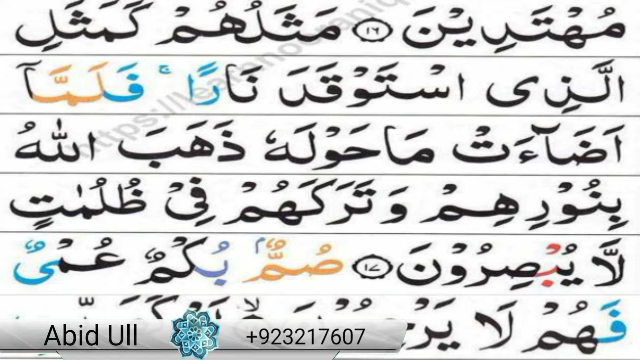 مُهْتَدِيْنَ ۝١٦ مَثَلُهُمْ كَمَثَلِ
الَّذِى اسْتَوْقَدَ نَارًا ۚ فَلَمَّاۤ
اَضَآءَتْ مَاحَوْلَهٗ ذَهَبَ اللّٰهُ
بِنُوْرِهِمْ وَتَرَكَهُمْ فِىْ ظُلُمٰتٍ
لَّا يُبْصِرُوْنَ ۝١٧ صُمٌّۢ بُكْمٌ عُمْىٌ
فَهُمْ لَا
Abid Ull +923217607